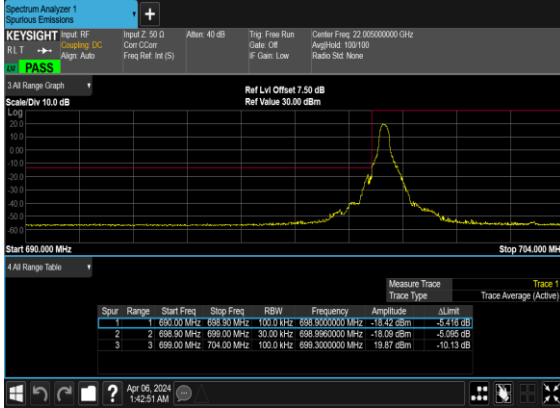 Spectrum Analyzer 1
Spurious Emissions
+
KEYSIGHT Input: RF Input Z: 50 Ω Atten: 40 dB Trig: Free Run Center Freq: 22.005000000 GHz
RLT Coupling: DC Corr CCorr Gate: Off Avg|Hold: 100/100
Align: Auto Freq Ref: Int (S) IF Gain: Low Radio Std: None
PASS
3.All Range Graph Ref Lvl Offset 7.50 dB
Scale/Div 10.0 dB Ref Value 30.00 dBm
Log
20.0
10.0
0.00
-10.0
-20.0
-30.0
-40.0
-50.0
-60.0
Start 690.000 MHz Stop 704.000 MH
4.All Range Table
Measure Trace Trace 1
Trace Type Trace Average (Active)
Spur Range Start Freq Stop Freq RBW Frequency Amplitude ΔLimit
1 1 690.00 MHz 698.90 MHz 100.0 kHz 698.9000000 MHz -18.42 dBm -5.416 dB
2 2 698.90 MHz 699.00 MHz 30.00 kHz 698.9960000 MHz -18.09 dBm -5.095 dB
3 3 699.00 MHz 704.00 MHz 100.0 kHz 699.3000000 MHz 19.87 dBm -10.13 dB
? Apr 06, 2024
1:42:51 AM